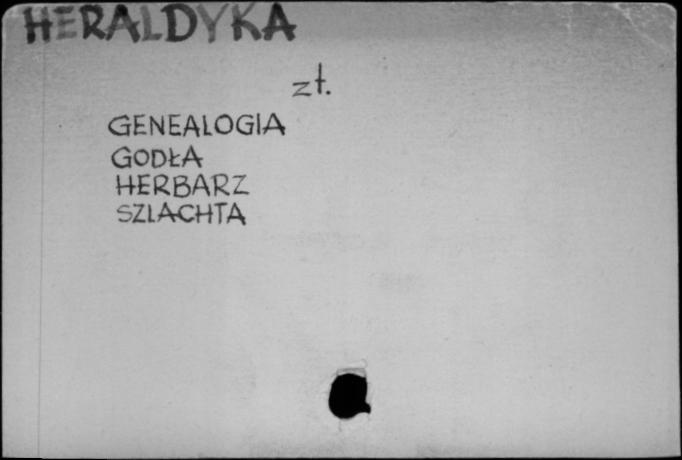 HERALDYKA
zł.
GENEALOGIA
GODŁA
HERBARZ
SZLACHTA